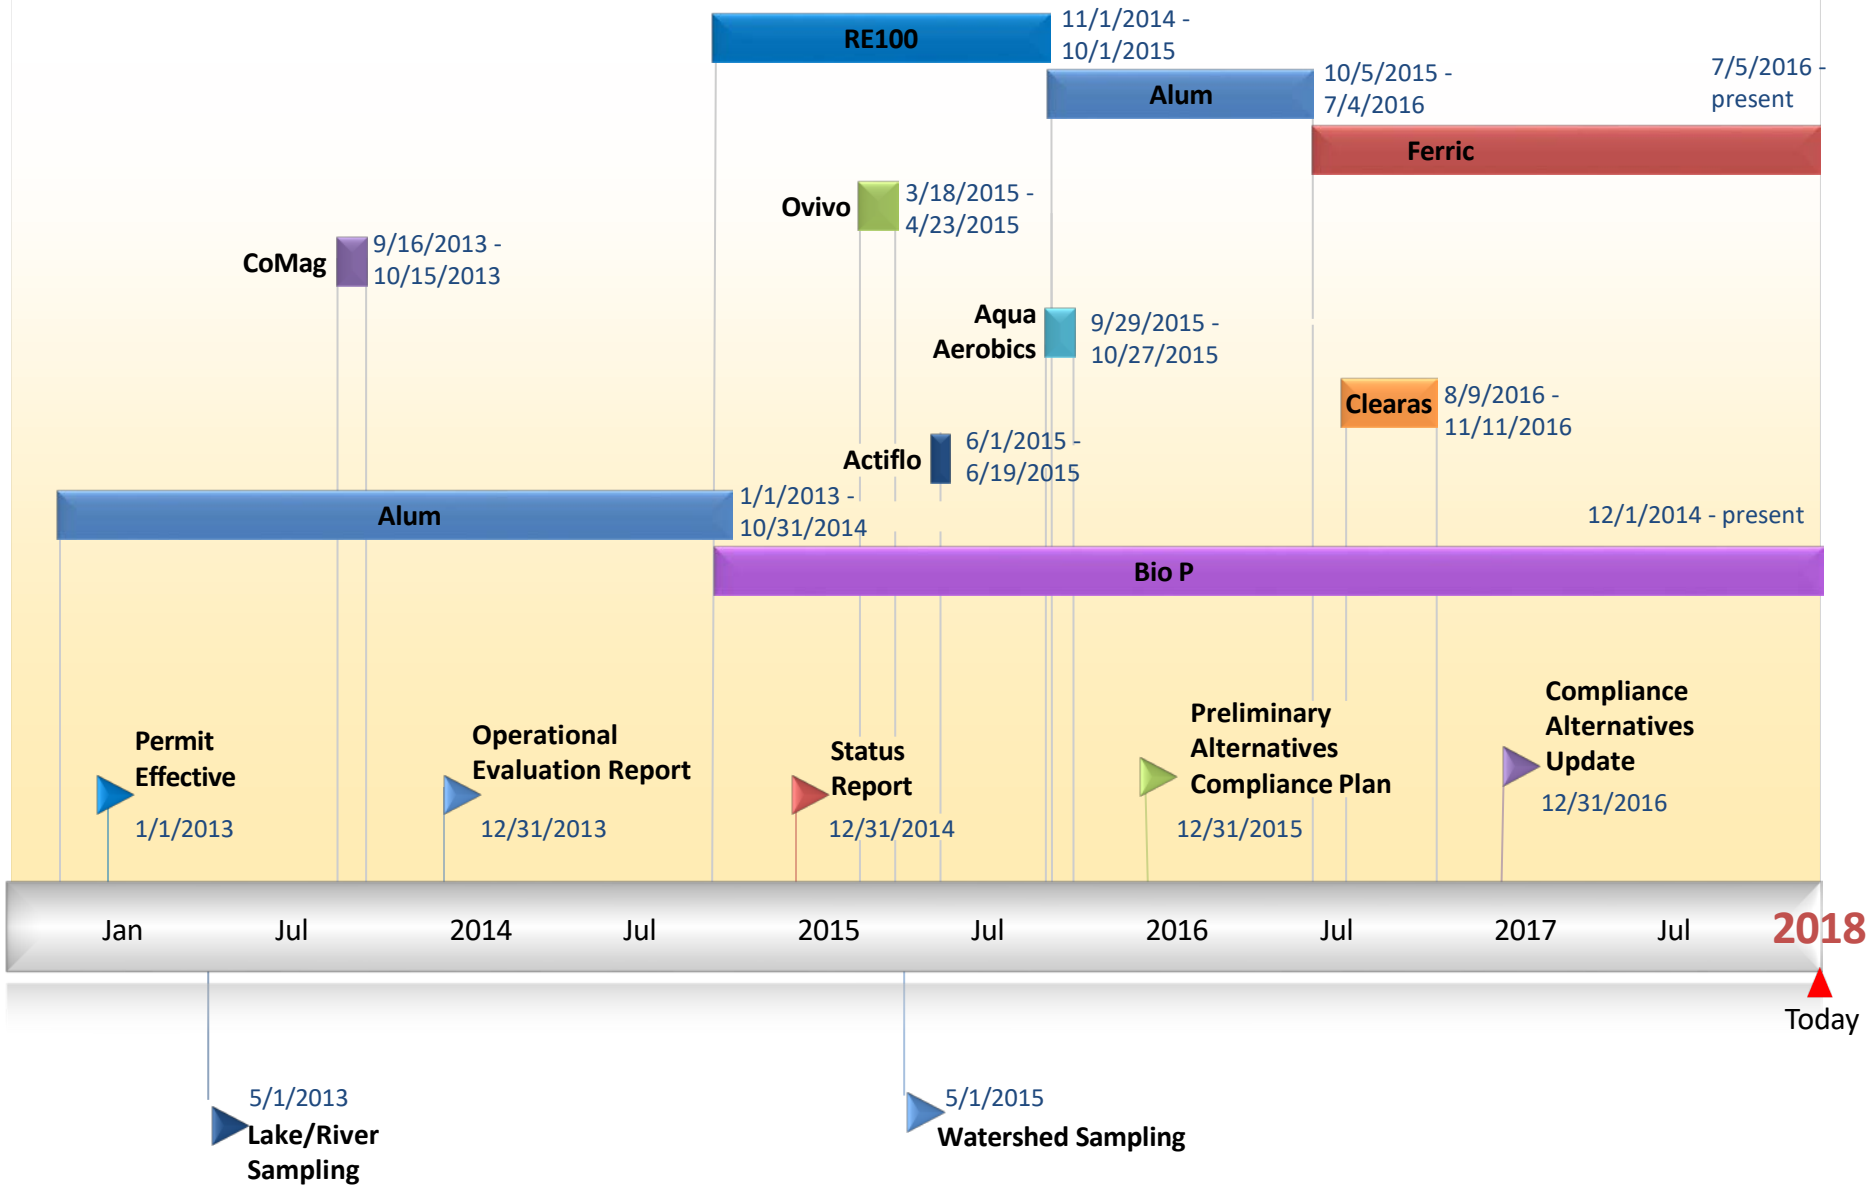 RE100
11/1/2014 -
10/1/2015
Alum
10/5/2015 -
7/4/2016
7/5/2016 -
present
Ferric
Ovivo
3/18/2015 -
4/23/2015
CoMag
9/16/2013 -
10/15/2013
Aqua
Aerobics
9/29/2015 -
10/27/2015
Clearas
8/9/2016 -
11/11/2016
Actiflo
6/1/2015 -
6/19/2015
Alum
1/1/2013 -
10/31/2014
12/1/2014 - present
Bio P
Permit
Effective
1/1/2013
Operational
Evaluation Report
12/31/2013
Status
Report
12/31/2014
Preliminary
Alternatives
Compliance Plan
12/31/2015
Compliance
Alternatives
Update
12/31/2016
Jan
Jul
2014
Jul
2015
Jul
2016
Jul
2017
Jul
2018
Today
5/1/2013
Lake/River
Sampling
5/1/2015
Watershed Sampling